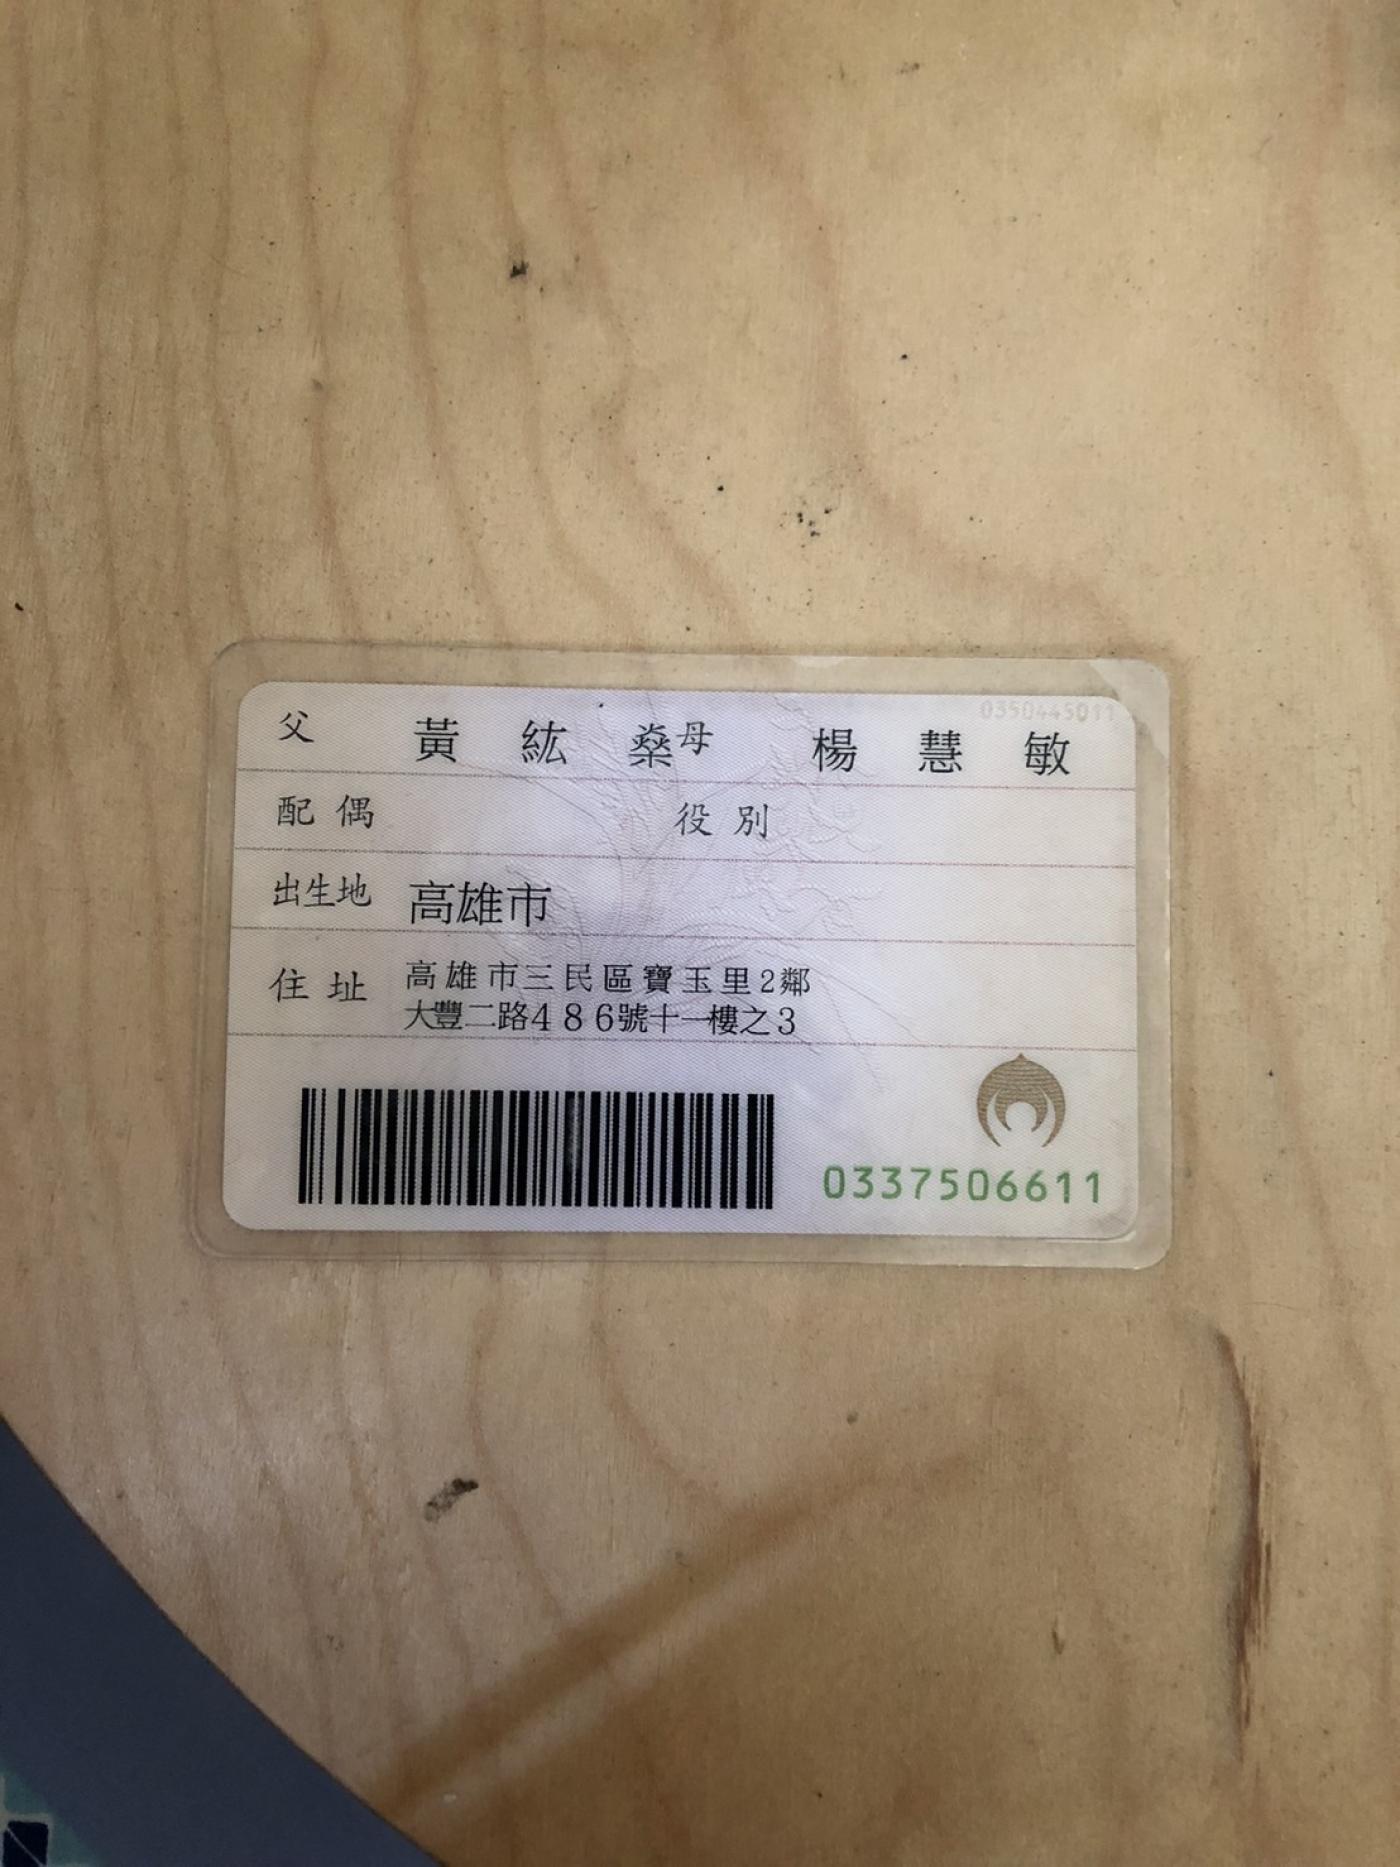 0350445011
父 黃紘燊 母 楊慧敏
配偶 役別
出生地 高雄市
住址 高雄市三民區寶玉里2鄰
大豐二路486號十一樓之3
0337506611